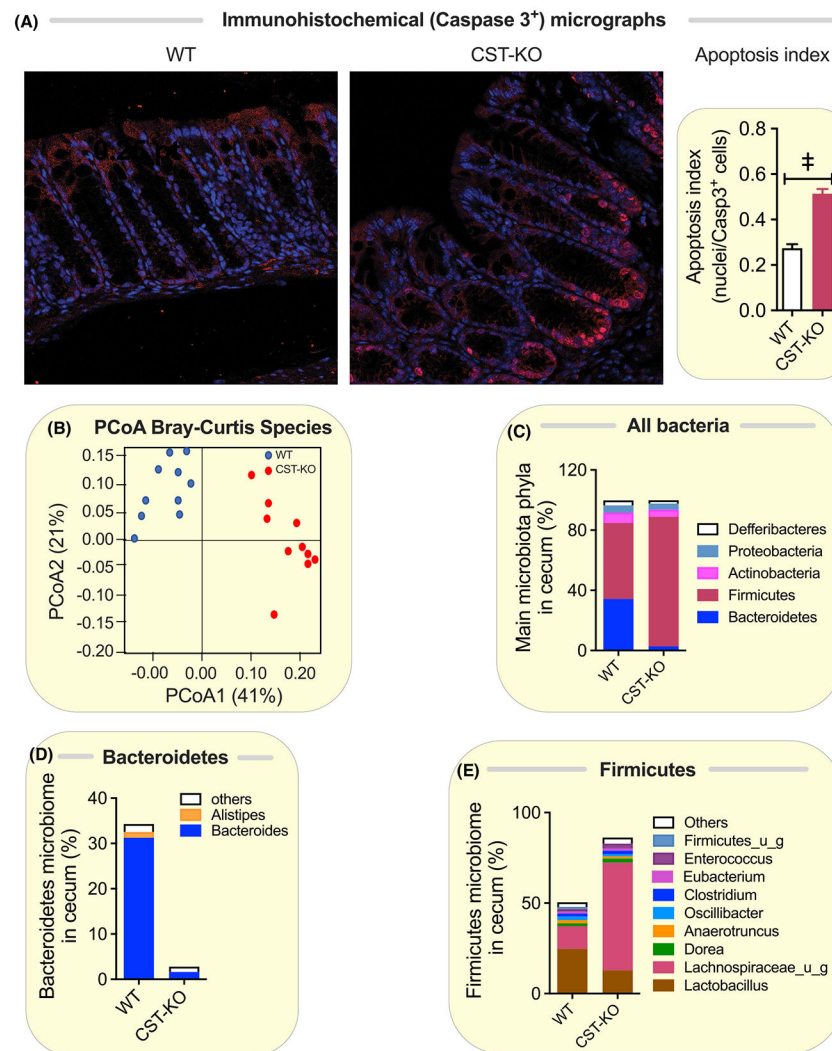 (A) Immunohistochemical (Caspase 3+) micrographs
WT
CST-KO
Apoptosis index
Apoptosis index
(nuclei/Casp3+ cells)
0.8
0.6
0.4
0.2
0.0
‡
WT
CST-KO
(B) PCoA Bray-Curtis Species
WT
CST-KO
PCoA2 (21%)
0.15
0.10
0.05
0.00
-0.05
-0.10
-0.15
-0.20
-0.00 0.00 0.10 0.20
PCoA1 (41%)
(C) All bacteria
Main microbiota phyla
in cecum (%)
120
80
40
0
WT
CST-KO
Defferibacteres
Proteobacteria
Actinobacteria
Firmicutes
Bacteroidetes
(D) Bacteroidetes
Bacteroidetes microbiome
in cecum (%)
40
30
20
10
0
WT
CST-KO
others
Alistipes
Bacteroides
(E) Firmicutes
Firmicutes microbiome
in cecum (%)
100
50
0
WT
CST-KO
Others
Firmicutes_u_g
Enterococcus
Eubacterium
Clostridium
Oscillibacter
Anaerotruncus
Dorea
Lachnospiraceae_u_g
Lactobacillus